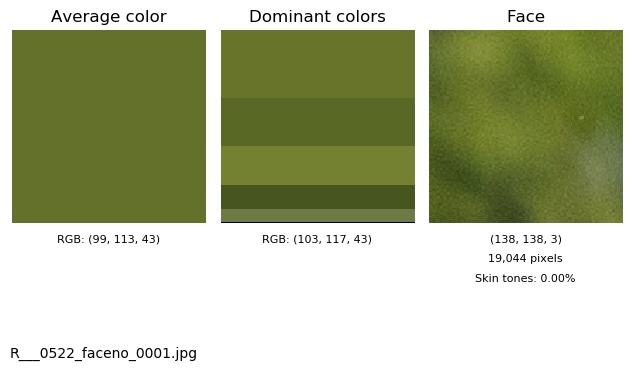 Average color
Dominant colors
Face
RGB: (99, 113, 43)
RGB: (103, 117, 43)
(138, 138, 3)
19,044 pixels
Skin tones: 0.00%
R___0522_faceno_0001.jpg